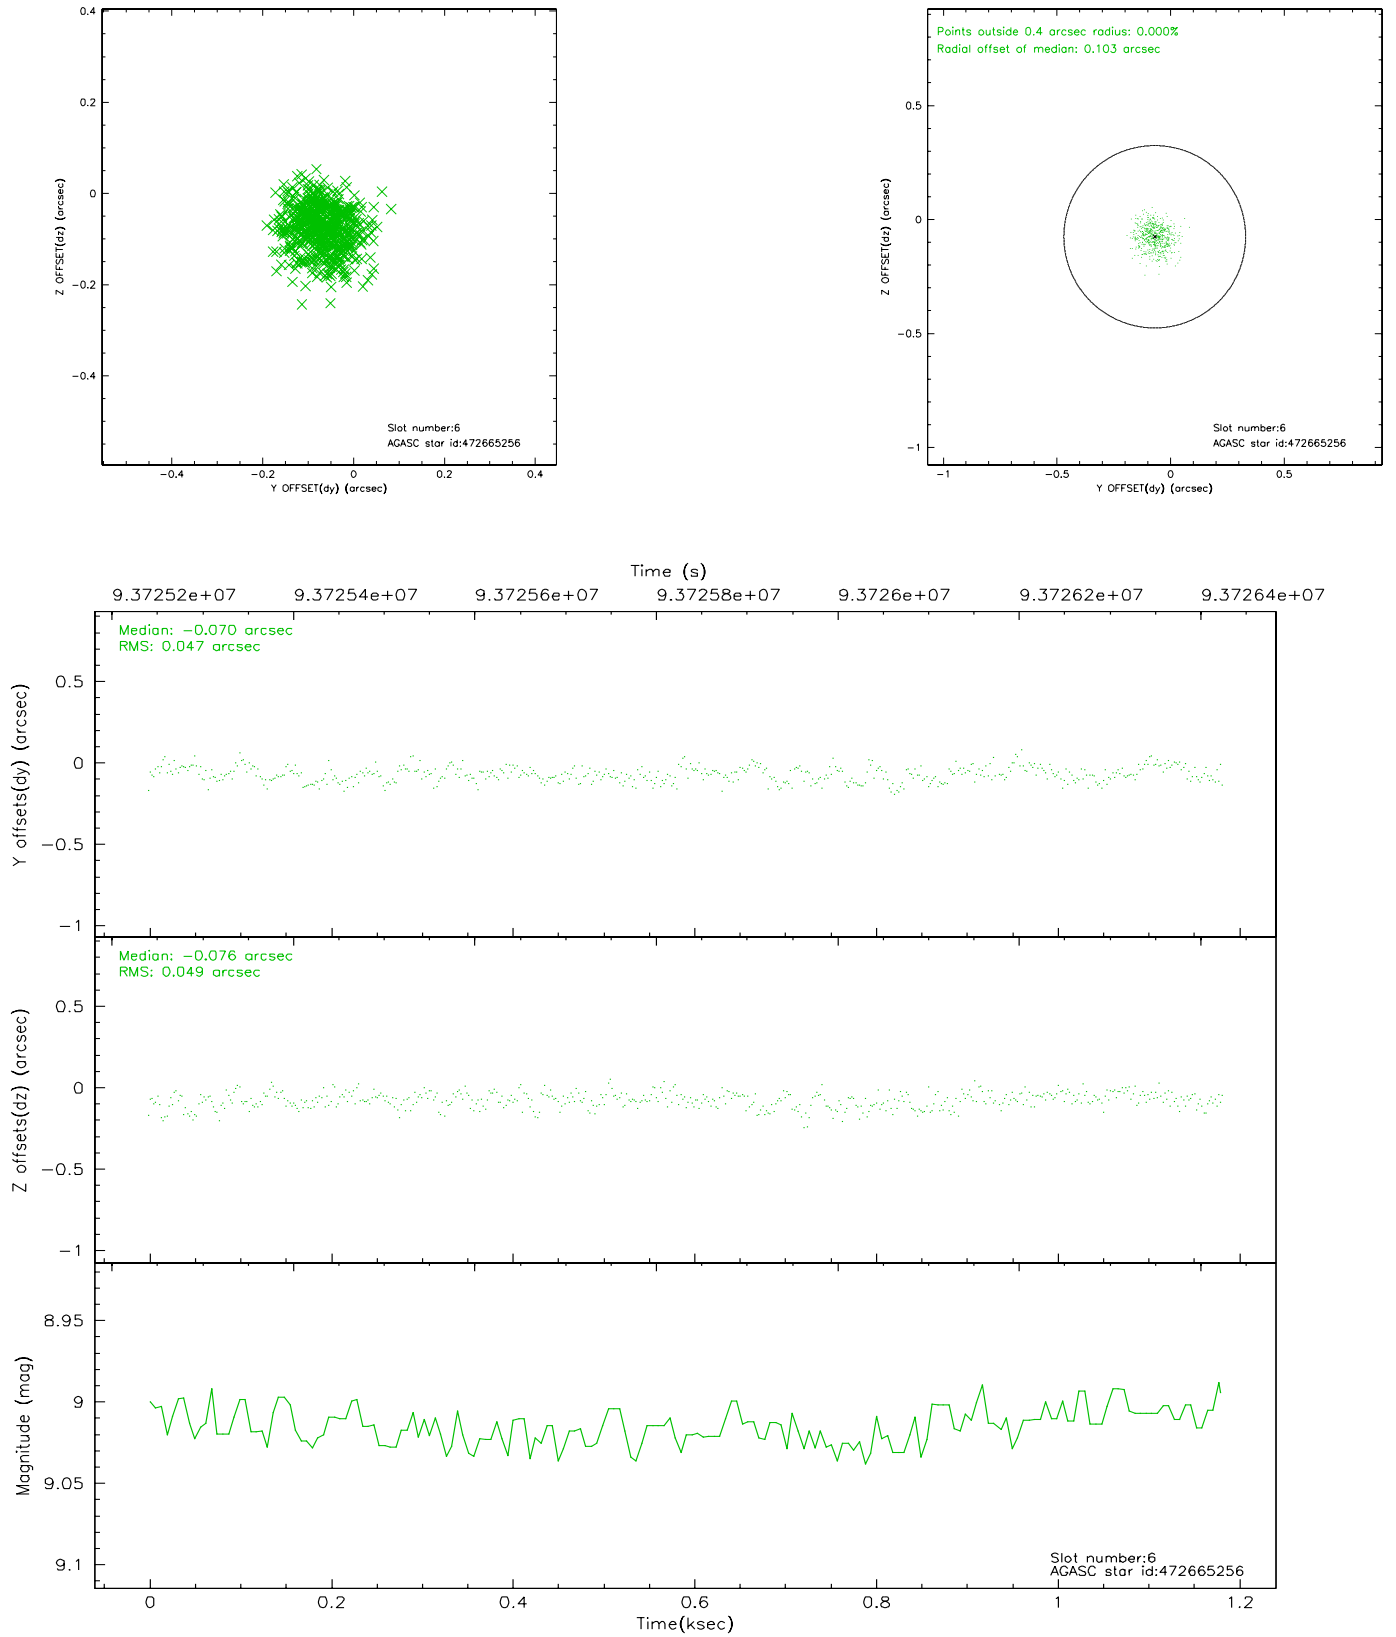 0.4
0.2
0
-0.2
-0.4
Z OFFSET(dz) (arcsec)
Slot number:6
AGASC star id:472665256
-0.4 -0.2 0 0.2 0.4
Y OFFSET(dy) (arcsec)
Points outside 0.4 arcsec radius: 0.000%
Radial offset of median: 0.103 arcsec
0.5
0
-0.5
-1
Z OFFSET(dz) (arcsec)
Slot number:6
AGASC star id:472665256
-1 -0.5 0 0.5
Y OFFSET(dy) (arcsec)
Time (s)
9.37252e+07 9.37254e+07 9.37256e+07 9.37258e+07 9.3726e+07 9.37262e+07 9.37264e+07
Median: -0.070 arcsec
RMS: 0.047 arcsec
0.5
0
-0.5
-1
Y offsets(dy) (arcsec)
Median: -0.076 arcsec
RMS: 0.049 arcsec
0.5
0
-0.5
-1
Z offsets(dz) (arcsec)
8.95
9
9.05
9.1
Magnitude (mag)
Slot number:6
AGASC star id:472665256
0 0.2 0.4 0.6 0.8 1 1.2
Time(ksec)